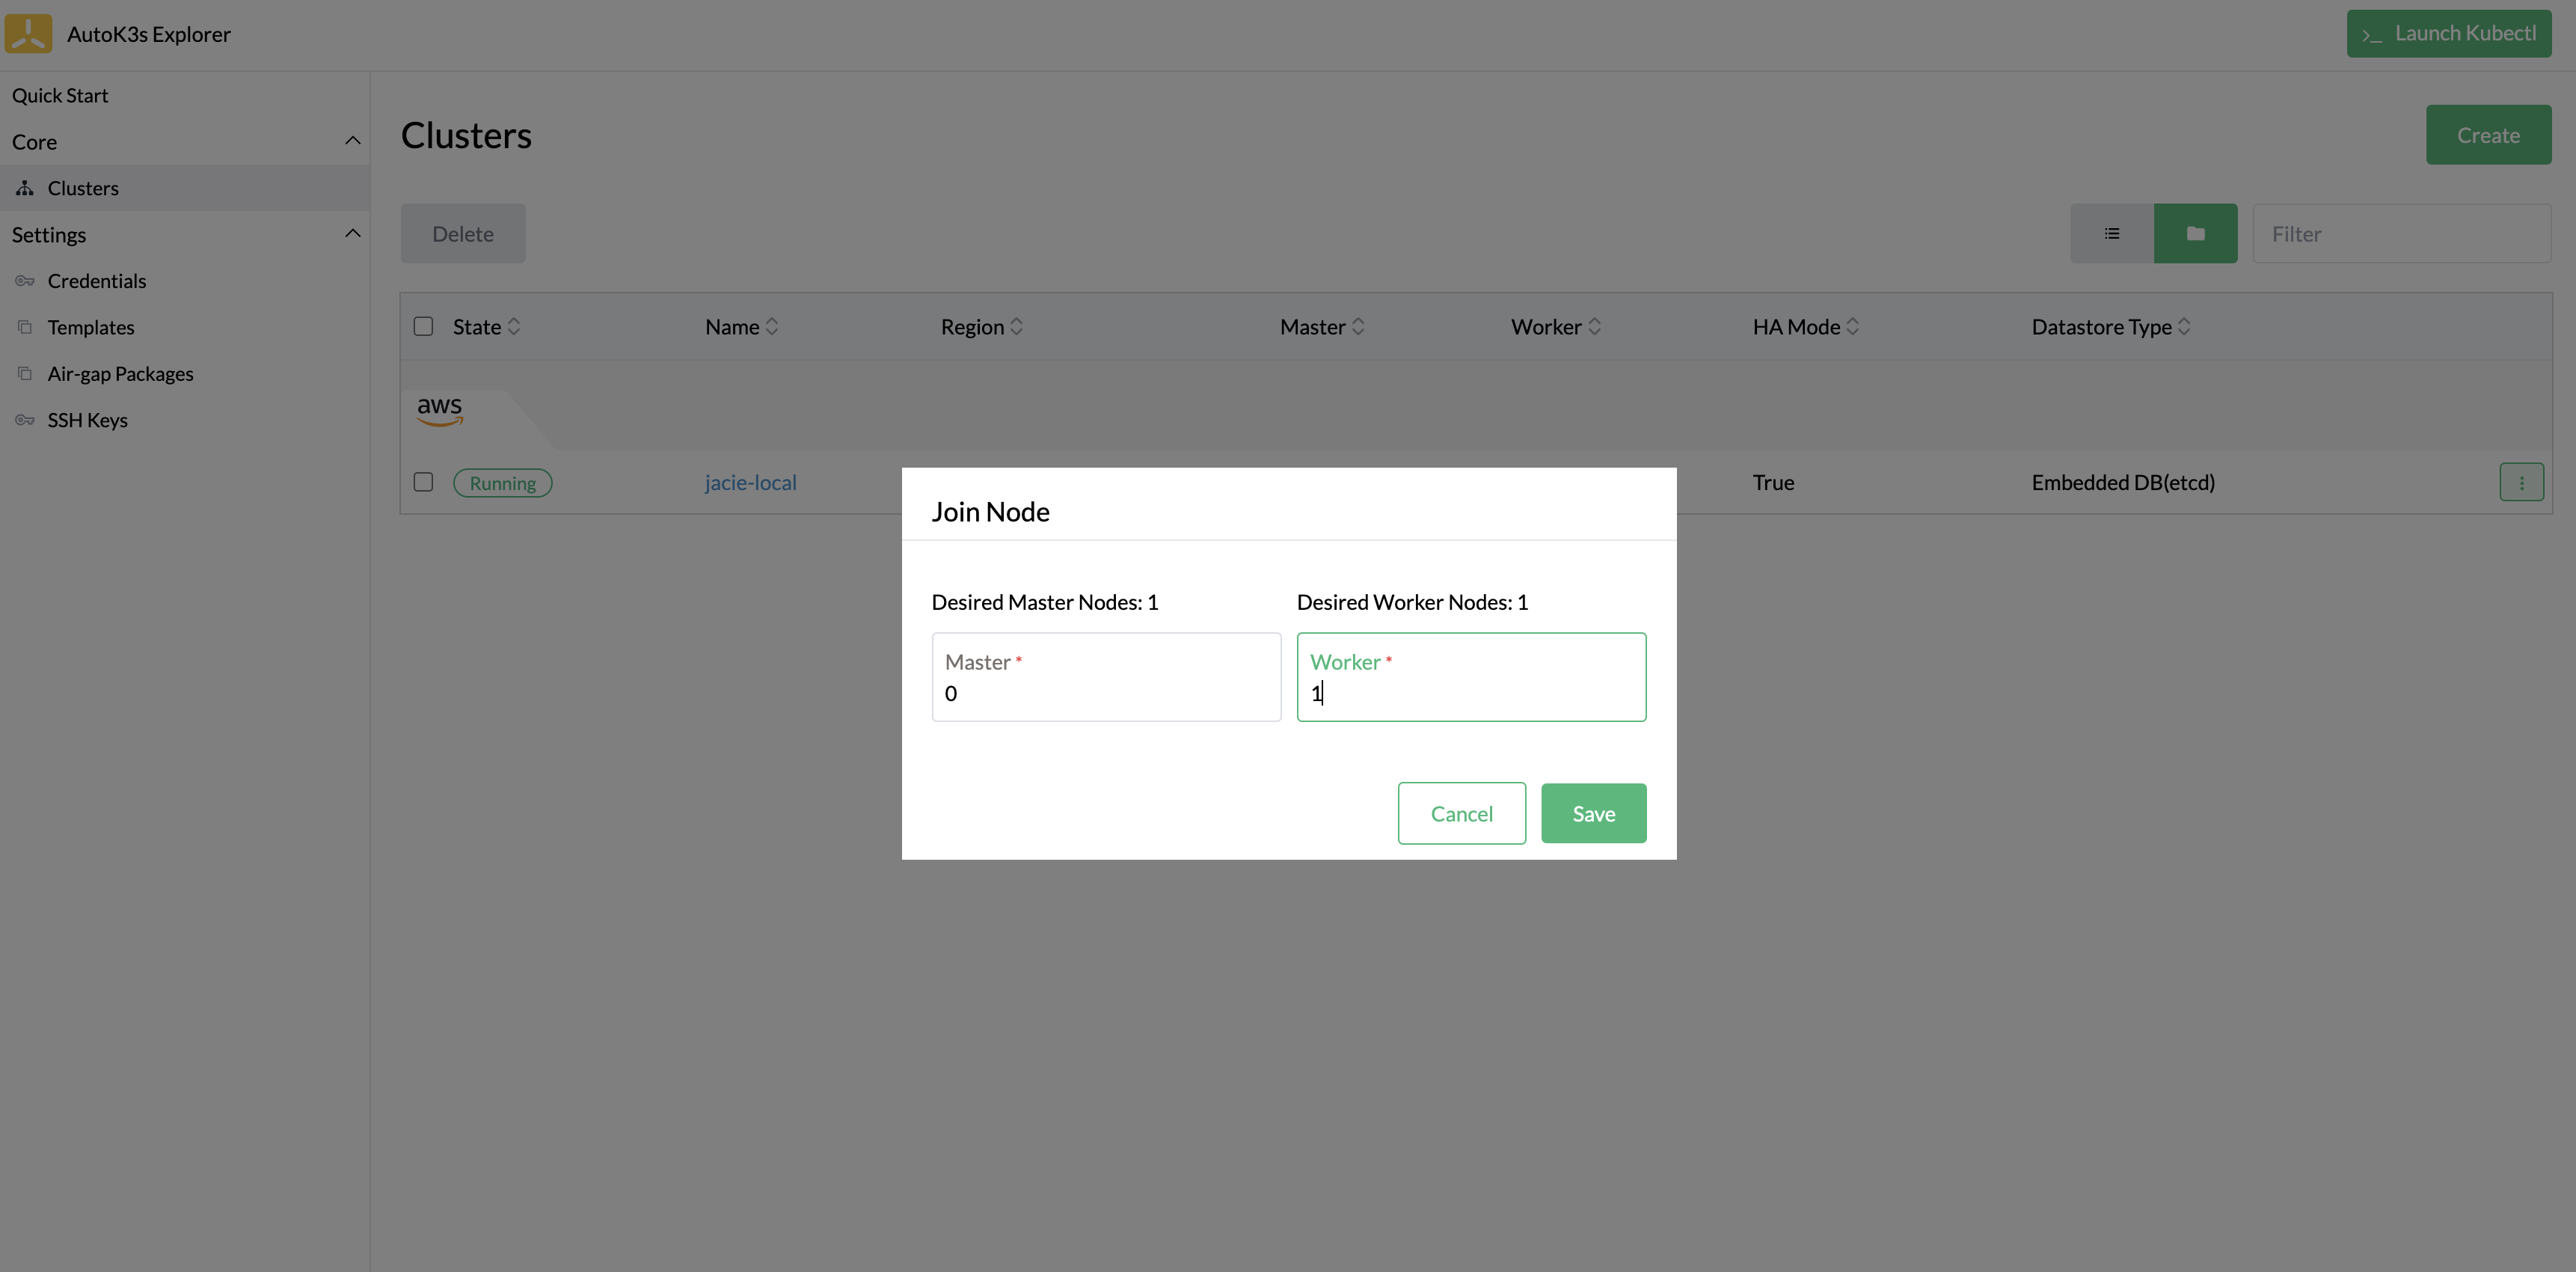 AutoK3s Explorer
>_ Launch Kubectl
Quick Start
Core
Clusters
Settings
Credentials
Templates
Air-gap Packages
SSH Keys
Clusters
Create
Delete
Filter
State Name Region Master Worker HA Mode Datastore Type
aws
Running jacie-local True Embedded DB(etcd)
Join Node
Desired Master Nodes: 1
Desired Worker Nodes: 1
Master *
0
Worker *
1
Cancel
Save